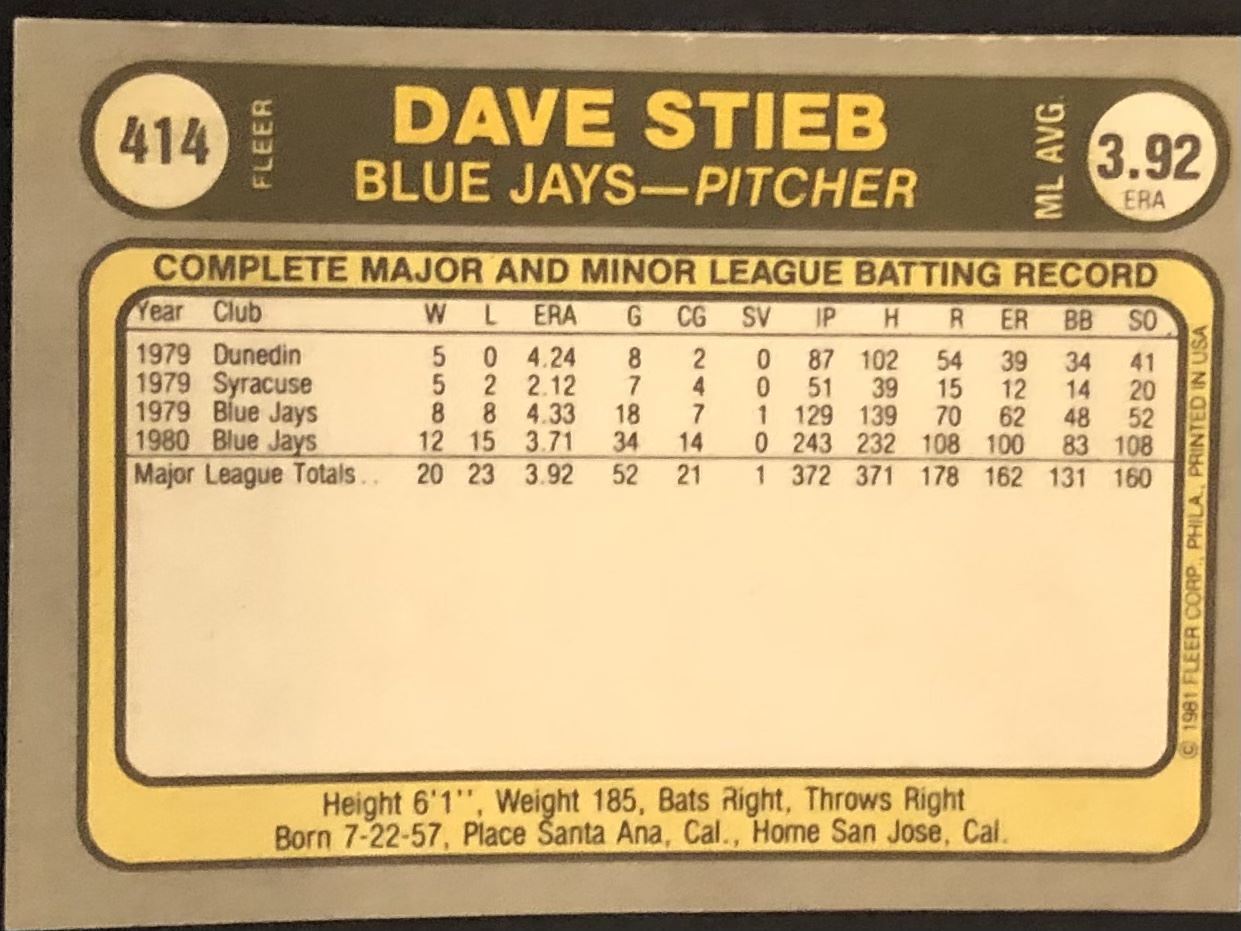 414 FLEER DAVE STIEB ML AVG. 3.92 ERA
BLUE JAYS—PITCHER
COMPLETE MAJOR AND MINOR LEAGUE BATTING RECORD
Year Club W L ERA G CG SV IP H R ER BB SO
1979 Dunedin 5 0 4.24 8 2 0 87 102 54 39 34 41
1979 Syracuse 5 2 2.12 7 4 0 51 39 15 12 14 20
1979 Blue Jays 8 8 4.33 18 7 1 129 139 70 62 48 52
1980 Blue Jays 12 15 3.71 34 14 0 243 232 108 100 83 108
Major League Totals.. 20 23 3.92 52 21 1 372 371 178 162 131 160
© 1981 FLEER CORP., PHILA., PRINTED IN USA
Height 6'1'', Weight 185, Bats Right, Throws Right
Born 7-22-57, Place Santa Ana, Cal., Home San Jose, Cal.